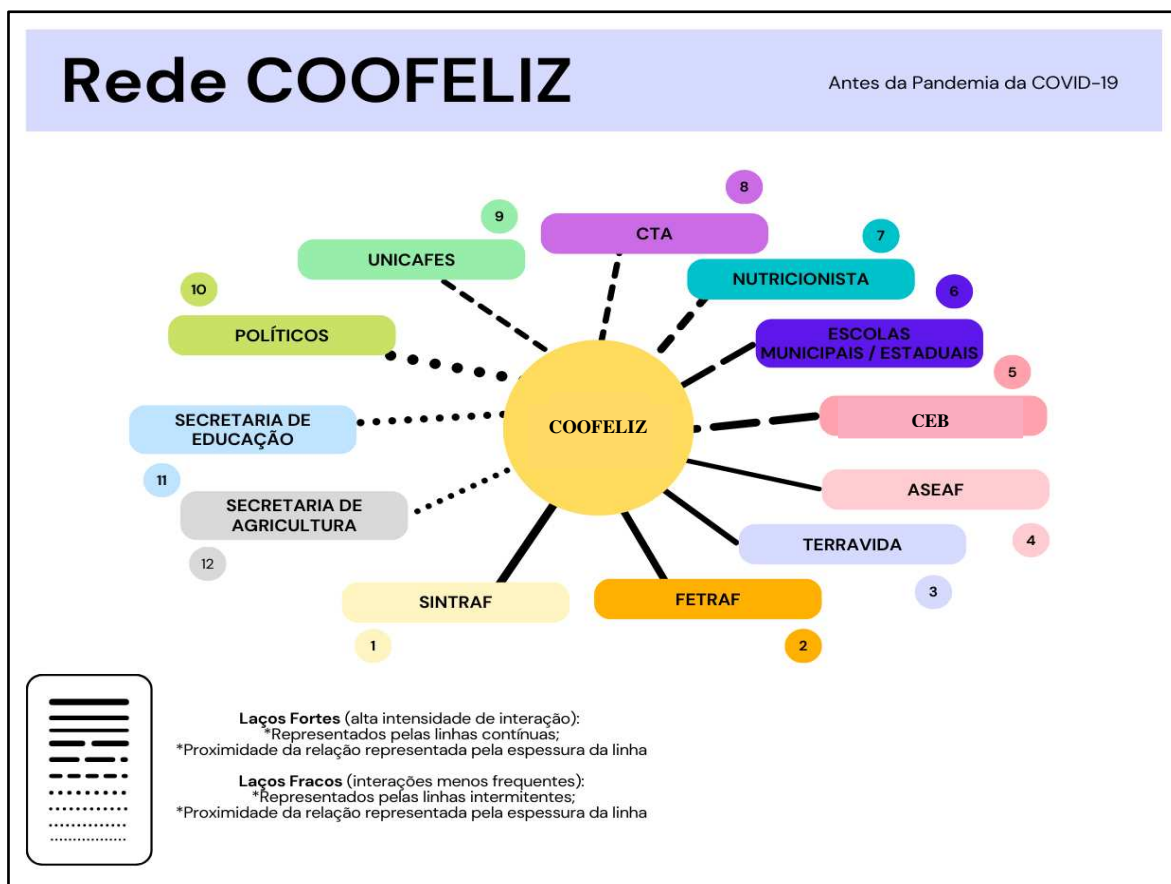 Rede COOFELIZ
Antes da Pandemia da COVID-19
8
CTA
9
UNICAFES
7
NUTRICIONISTA
10
POLÍTICOS
6
ESCOLAS
MUNICIPAIS / ESTADUAIS
5
CEB
SECRETARIA DE
EDUCAÇÃO
11
COOFELIZ
ASEAF
4
SECRETARIA DE
AGRICULTURA
12
TERRAVIDA
3
SINTRAF
1
FETRAF
2
Laços Fortes (alta intensidade de interação):
*Representados pelas linhas contínuas;
*Proximidade da relação representada pela espessura da linha
Laços Fracos (interações menos frequentes):
*Representados pelas linhas intermitentes;
*Proximidade da relação representada pela espessura da linha